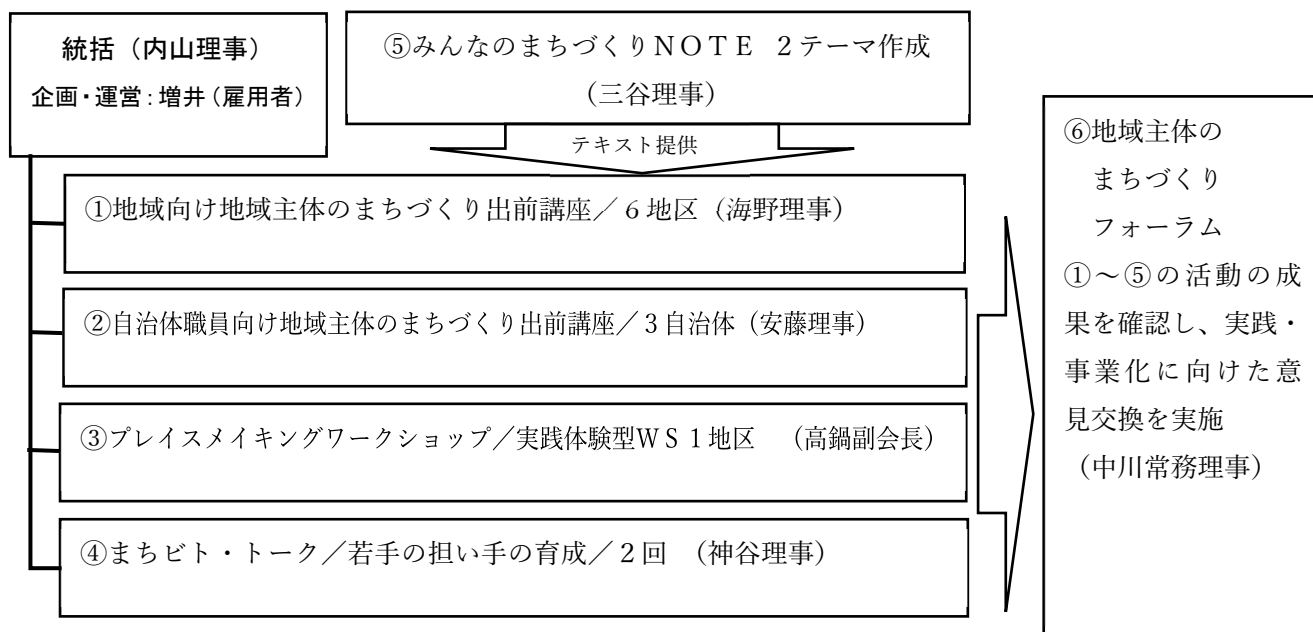 統括（内山理事）
企画・運営：増井（雇用者）
⑤みんなのまちづくりＮＯＴＥ　２テーマ作成
（三谷理事）
テキスト提供
①地域向け地域主体のまちづくり出前講座／６地区（海野理事）
②自治体職員向け地域主体のまちづくり出前講座／３自治体（安藤理事）
③プレイスメイキングワークショップ／実践体験型ＷＳ１地区　（高鍋副会長）
④まちビト・トーク／若手の担い手の育成／２回　（神谷理事）
⑥地域主体の
まちづくり
フォーラム
①～⑤の活動の成
果を確認し、実践・
事業化に向けた意
見交換を実施
（中川常務理事）